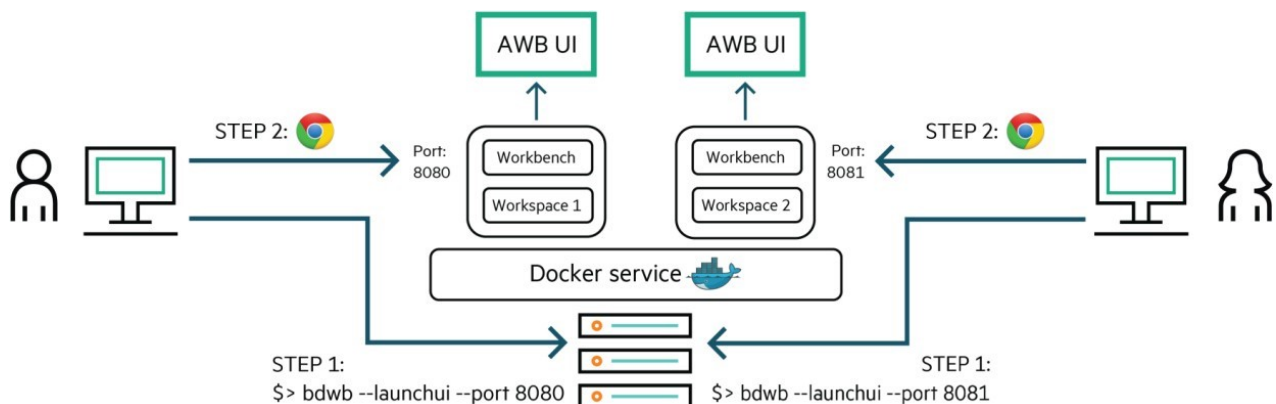 AWB UI
AWB UI
STEP 2:
STEP 2:
Port:
8080
Workbench
Workspace 1
Workbench
Workspace 2
Port:
8081
Docker service
STEP 1:
$> bdwb --launchui --port 8080
STEP 1:
$> bdwb --launchui --port 8081